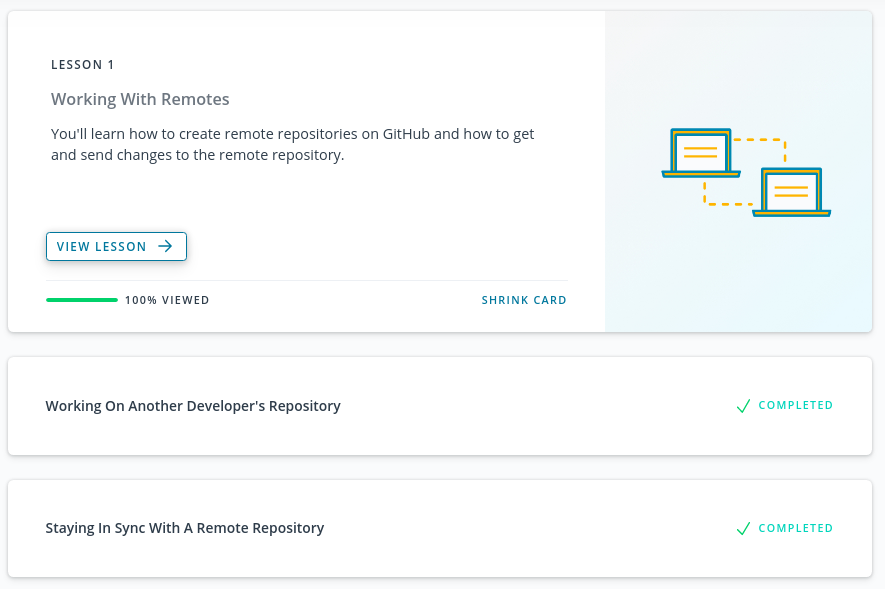 LESSON 1
Working With Remotes
You'll learn how to create remote repositories on GitHub and how to get
and send changes to the remote repository.
VIEW LESSON
100% VIEWED
SHRINK CARD
Working On Another Developer's Repository
COMPLETED
Staying In Sync With A Remote Repository
COMPLETED